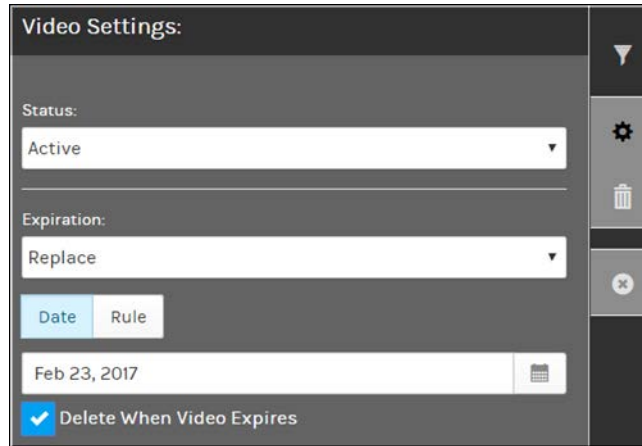 Video Settings:
Status:
Active
Expiration:
Replace
Date Rule
Feb 23, 2017
Delete When Video Expires